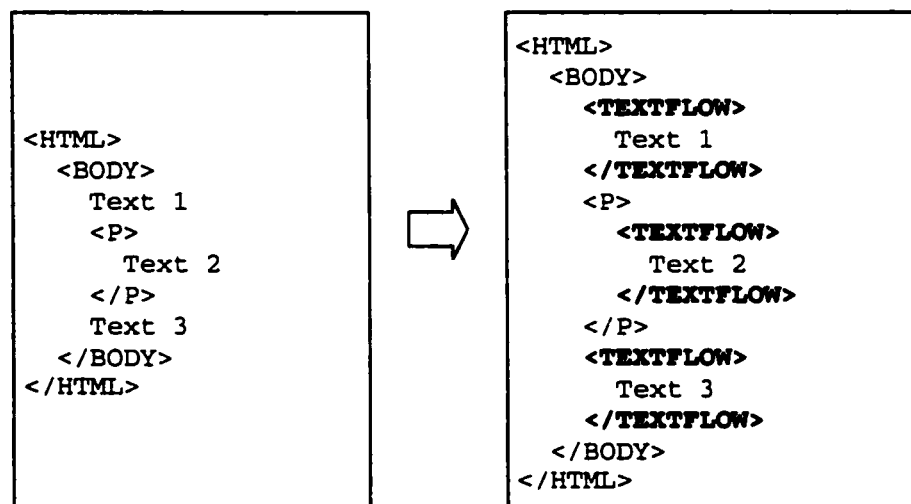 <HTML>
  <BODY>
    Text 1
    <P>
      Text 2
    </P>
    Text 3
  </BODY>
</HTML>
<HTML>
  <BODY>
    <TEXTFLOW>
      Text 1
    </TEXTFLOW>
    <P>
      <TEXTFLOW>
        Text 2
      </TEXTFLOW>
    </P>
    <TEXTFLOW>
      Text 3
    </TEXTFLOW>
  </BODY>
</HTML>